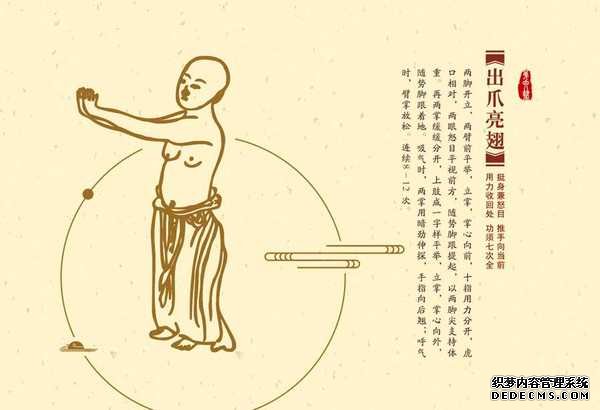 【出爪亮翅】
挺身兼怒目 推手向当前
用力收回处 功须七次全
两脚开立，两臂前平举，立掌，掌心向前，十指用力分开，虎
口相对，两眼怒目平视前方，随势脚跟提起，以两脚尖支持体
重。再两掌缓缓分开，上肢成一字样平举，立掌，掌心向外，
随势脚跟着地。吸气时，两掌用暗劲伸探，手指向后翘；呼气
时，臂掌放松。连续8-12次。
织梦内容管理系统
DEDECMS.COM